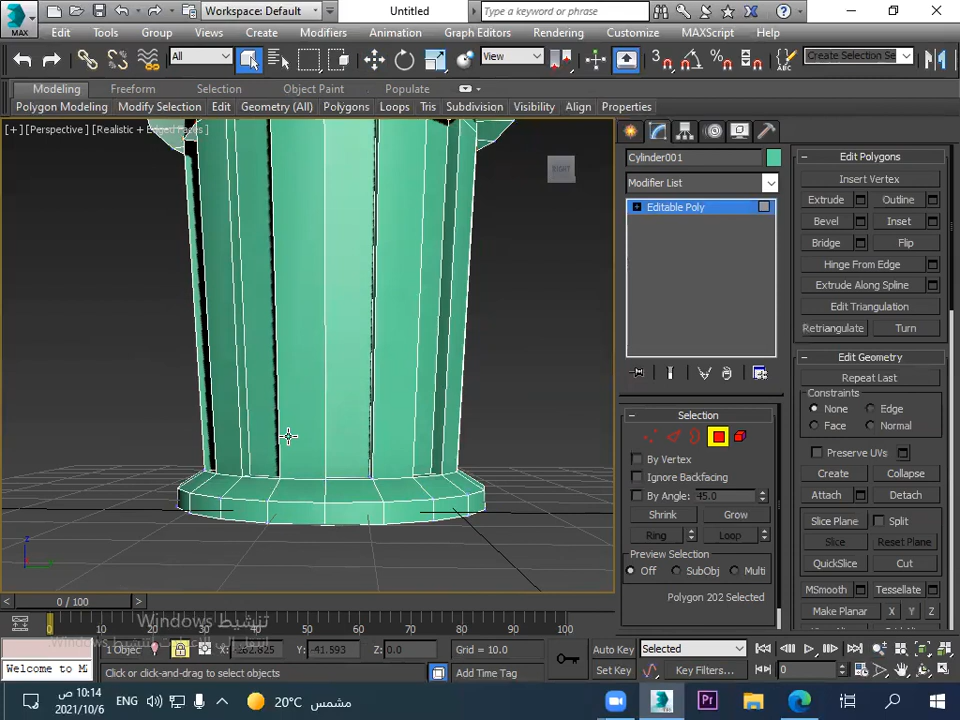 Workspace: Default
Untitled
Type a keyword or phrase
MAX
Edit Tools Group Views Create Modifiers Animation Graph Editors Rendering Customize MAXScript Help
All
View
3
Create Selection Se
Modeling Freeform Selection Object Paint Populate
Polygon Modeling Modify Selection Edit Geometry (All) Polygons Loops Tris Subdivision Visibility Align Properties
[+] [Perspective] [Realistic + Edged Faces]
RIGHT
Cylinder001
Modifier List
Editable Poly
Selection
By Vertex
Ignore Backfacing
By Angle: 45.0
Shrink Grow
Ring Loop
Preview Selection
Off SubObj Multi
Polygon 202 Selected
Edit Polygons
Insert Vertex
Extrude Outline
Bevel Inset
Bridge Flip
Hinge From Edge
Extrude Along Spline
Edit Triangulation
Retriangulate Turn
Edit Geometry
Repeat Last
Constraints
None Edge
Face Normal
Preserve UVs
Create Collapse
Attach Detach
Slice Plane Split
Slice Reset Plane
QuickSlice Cut
MSmooth Tessellate
Make Planar X Y Z
0 / 100
0 10 20 30 40 50 60 70 80 90 100
تنشيط Windows
1 Object
Y: -41.593
Z: 0.0
Grid = 10.0
Auto Key
Selected
Welcome to M
Click or click-and-drag to select objects
Add Time Tag
Set Key
Key Filters...
0
10:14 ص
2021/10/6
ENG
20°C مشمس
MAX
Pr